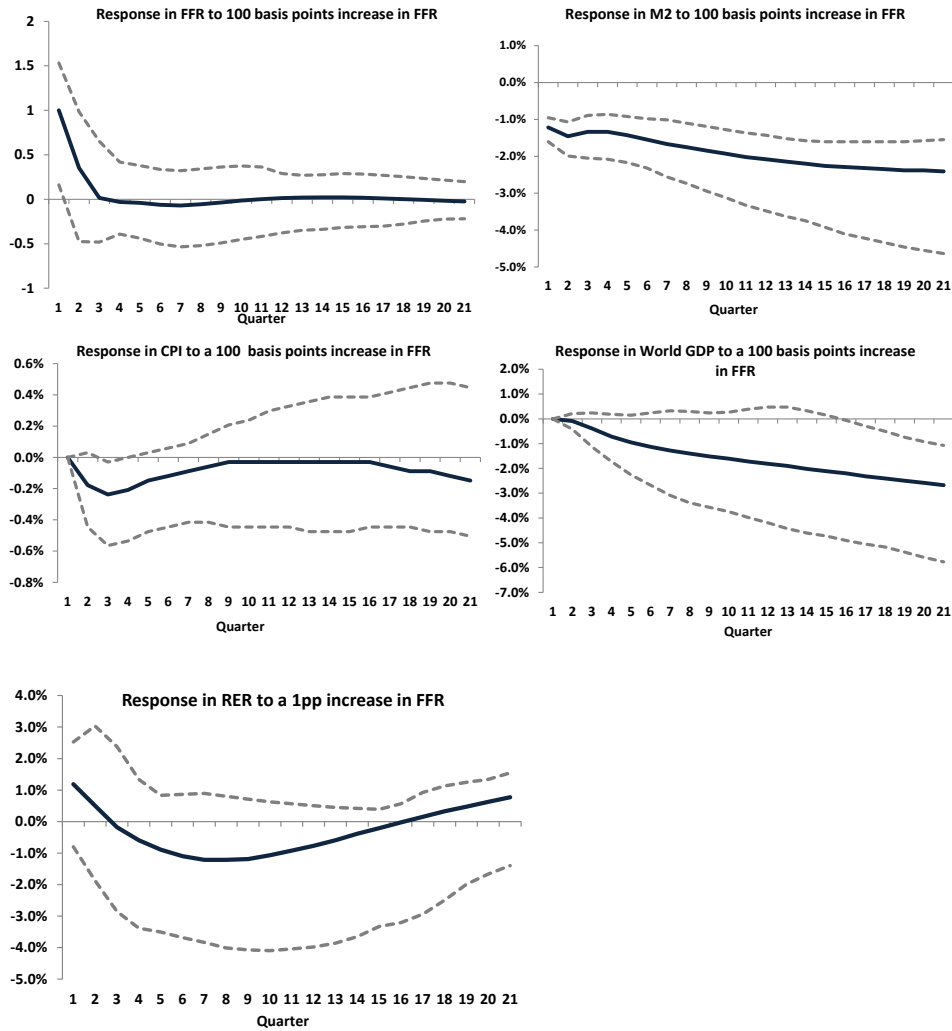 Response in FFR to 100 basis points increase in FFR
2
1.5
1
0.5
0
-0.5
-1
1 2 3 4 5 6 7 8 9 10 11 12 13 14 15 16 17 18 19 20 21
Quarter
Response in M2 to 100 basis points increase in FFR
1.0%
0.0%
-1.0%
-2.0%
-3.0%
-4.0%
-5.0%
1 2 3 4 5 6 7 8 9 10 11 12 13 14 15 16 17 18 19 20 21
Quarter
Response in CPI to a 100 basis points increase in FFR
0.6%
0.4%
0.2%
0.0%
-0.2%
-0.4%
-0.6%
-0.8%
1 2 3 4 5 6 7 8 9 10 11 12 13 14 15 16 17 18 19 20 21
Quarter
Response in World GDP to a 100 basis points increase
in FFR
2.0%
1.0%
0.0%
-1.0%
-2.0%
-3.0%
-4.0%
-5.0%
-6.0%
-7.0%
1 2 3 4 5 6 7 8 9 10 11 12 13 14 15 16 17 18 19 20 21
Quarter
Response in RER to a 1pp increase in FFR
4.0%
3.0%
2.0%
1.0%
0.0%
-1.0%
-2.0%
-3.0%
-4.0%
-5.0%
1 2 3 4 5 6 7 8 9 10 11 12 13 14 15 16 17 18 19 20 21
Quarter